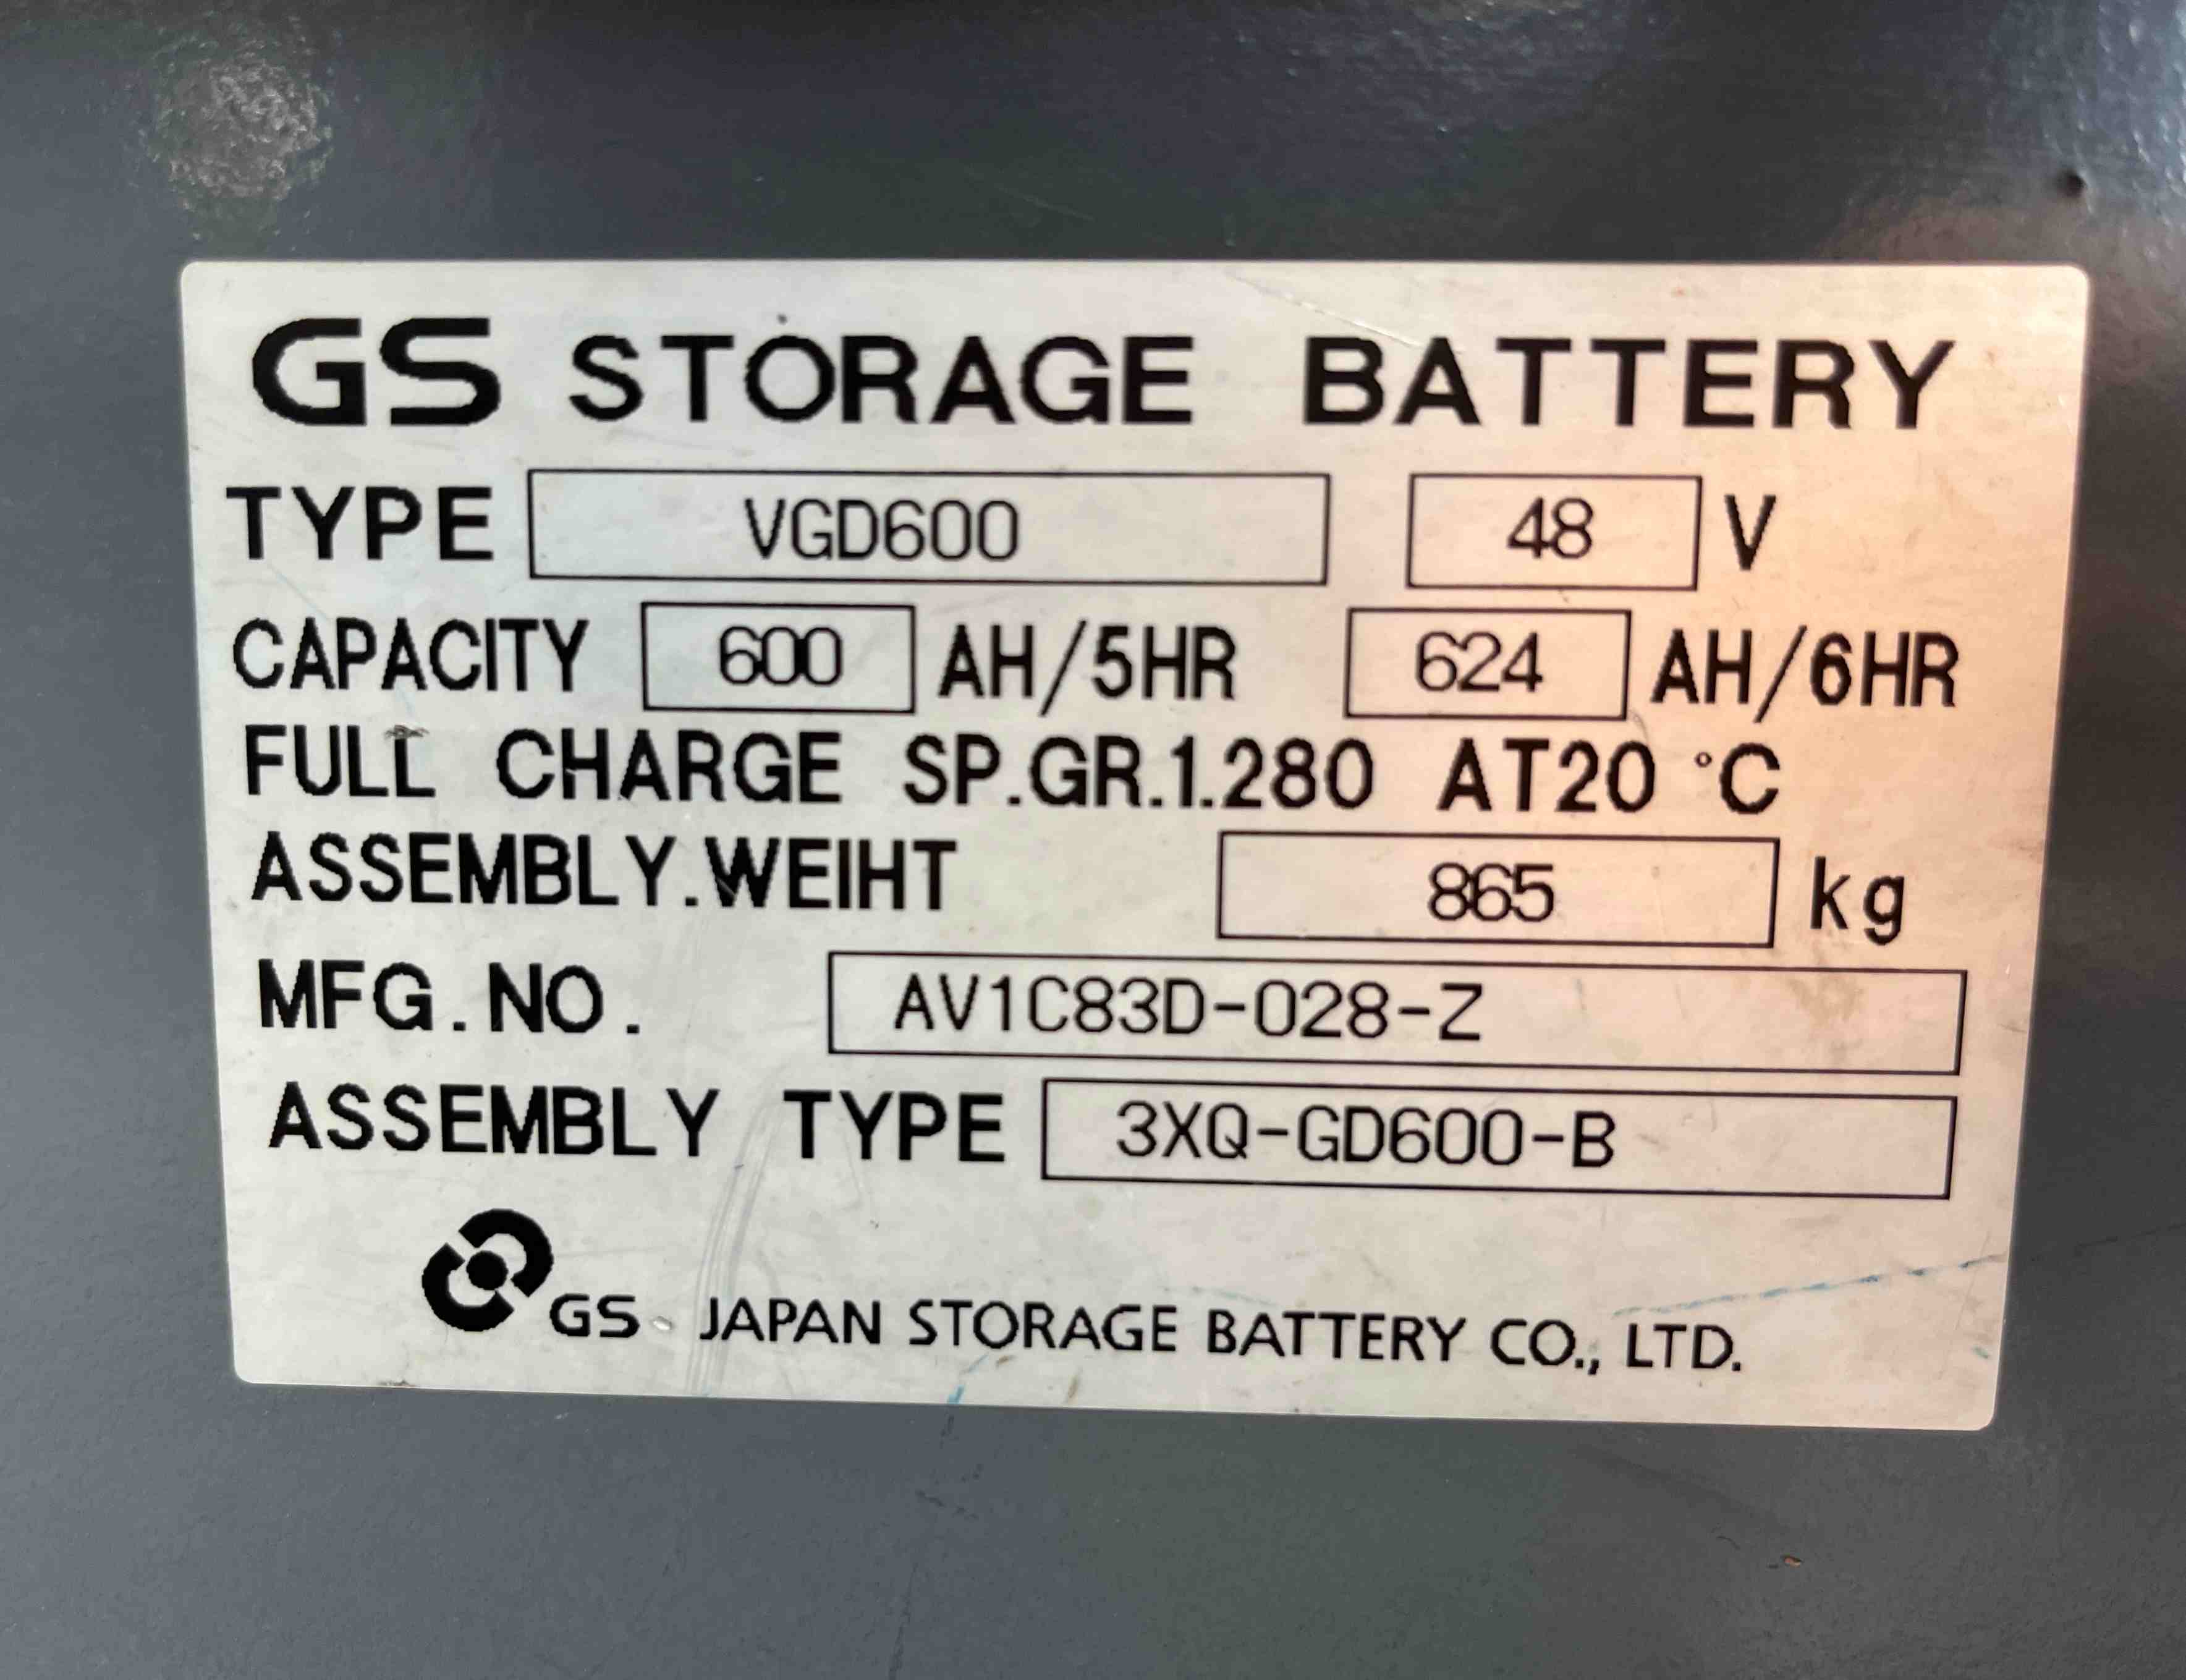 GS STORAGE BATTERY
TYPE VGD600 48 V
CAPACITY 600 AH/5HR 624 AH/6HR
FULL CHARGE SP.GR.1.280 AT20 °C
ASSEMBLY.WEIHT 865 kg
MFG.NO. AV1C83D-028-Z
ASSEMBLY TYPE 3XQ-GD600-B
GS JAPAN STORAGE BATTERY CO., LTD.